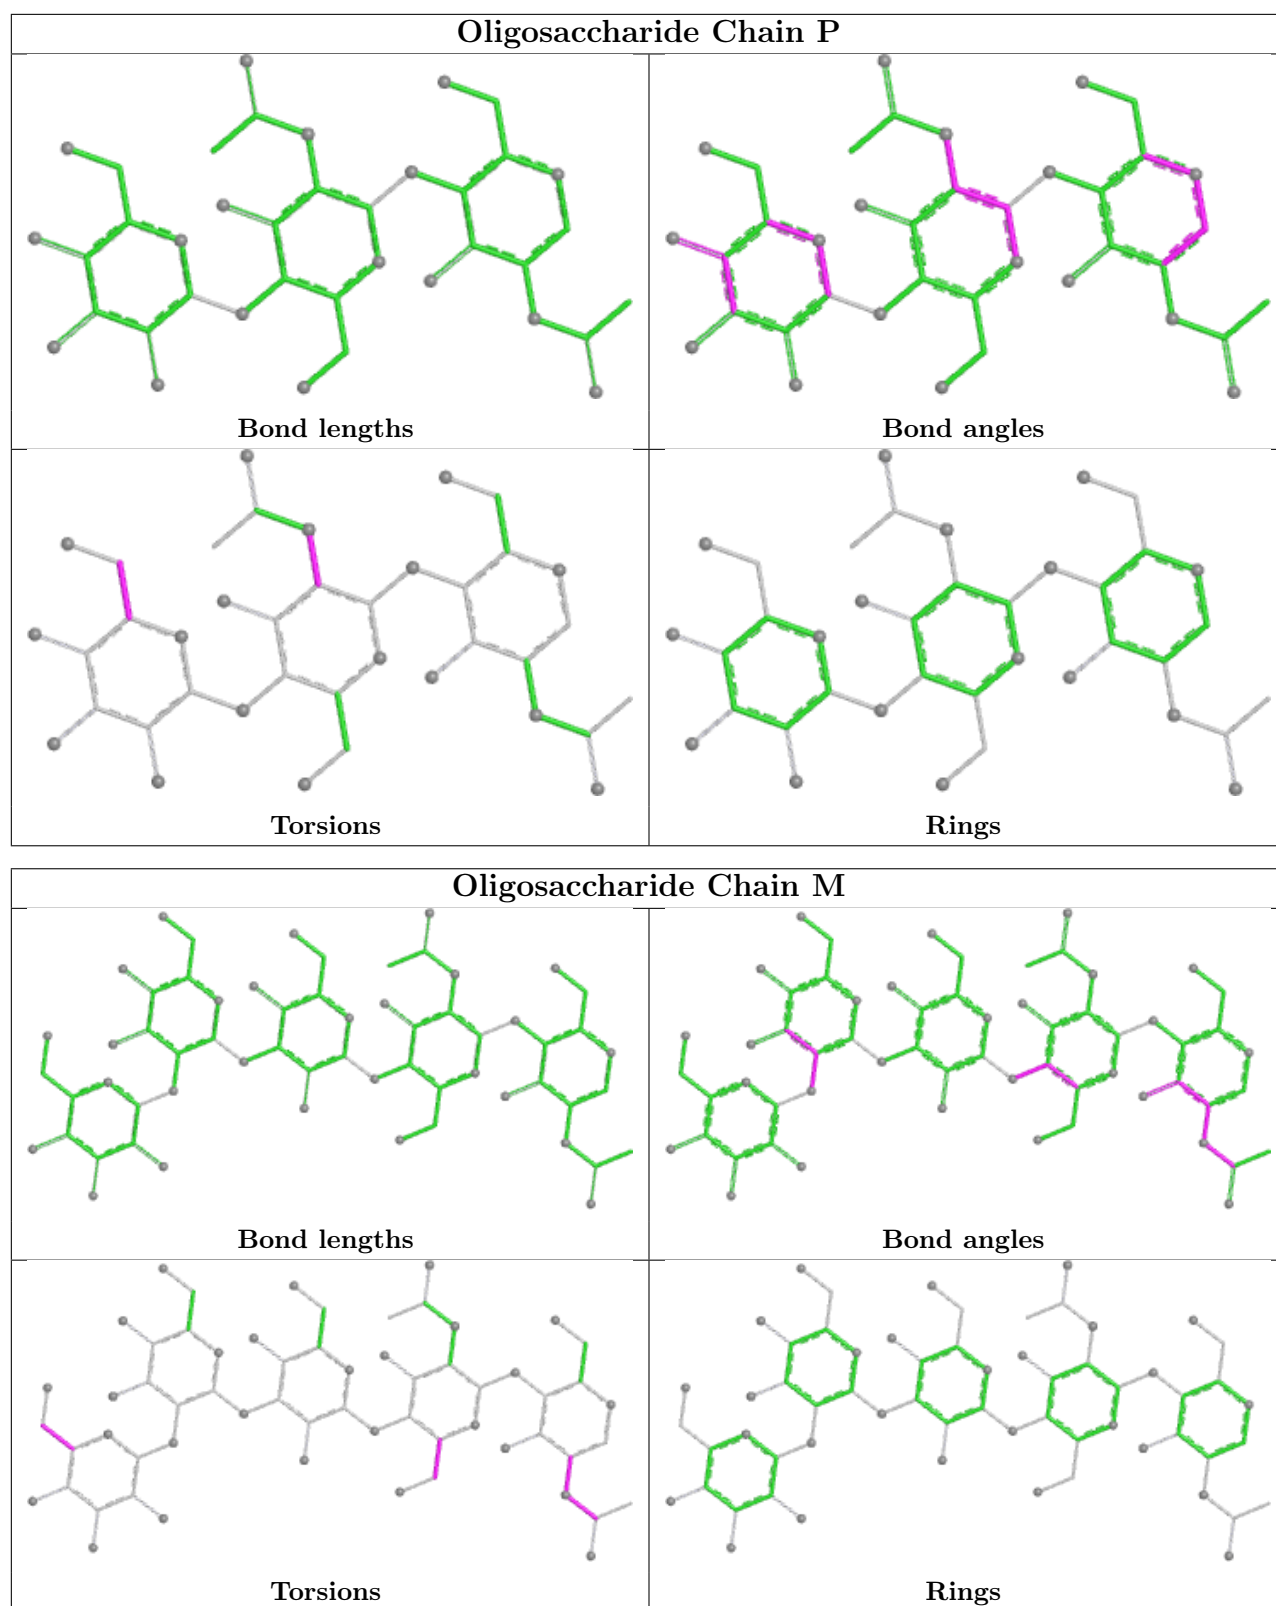 Oligosaccharide Chain P
Bond lengths
Bond angles
Torsions
Rings
Oligosaccharide Chain M
Bond lengths
Bond angles
Torsions
Rings